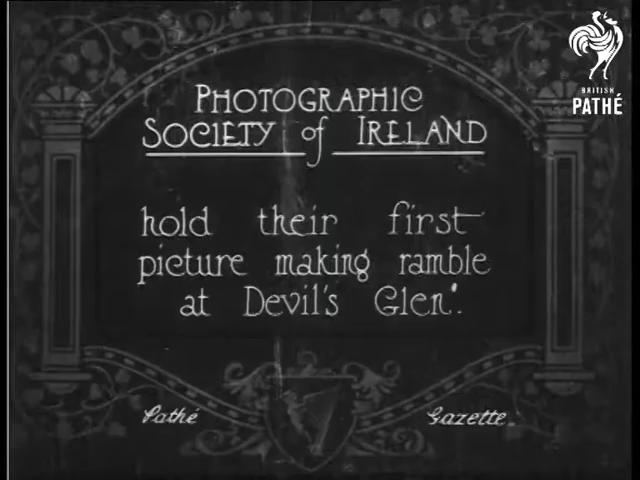 BRITISH
PATHÉ
PHOTOGRAPHIC
SOCIETY of IRELAND
hold their first
picture making ramble
at Devil's Glen".
Pathé Gazette.